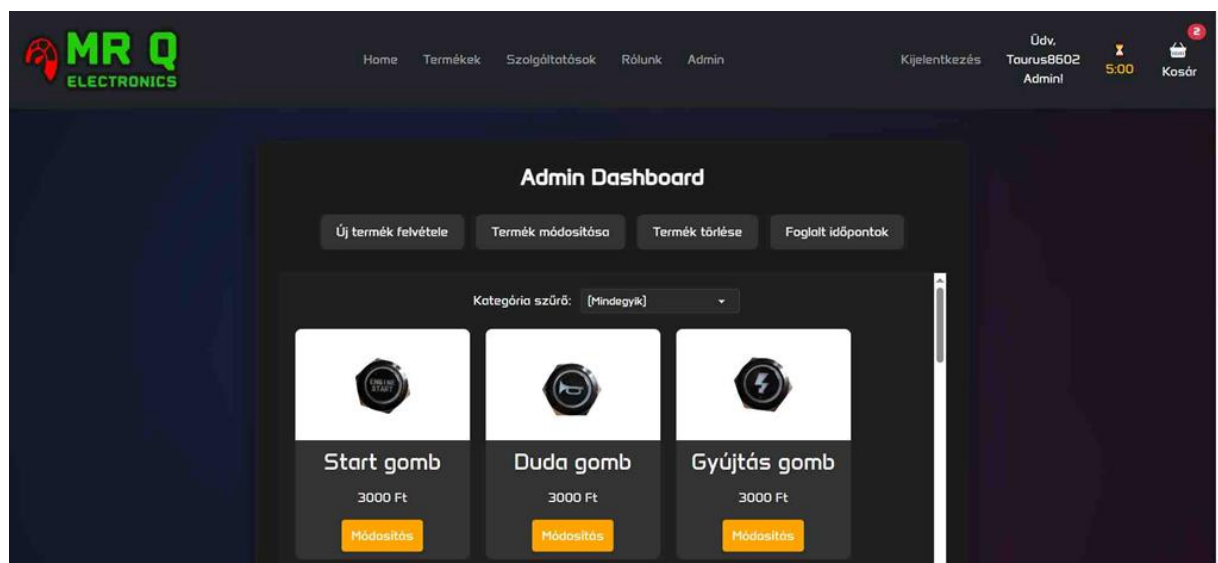 MR Q
ELECTRONICS
Home Termékek Szolgáltatások Rólunk Admin
Kijelentkezés
Üdv,
Taurus8602
Admin!
5:00
2
Kosár
Admin Dashboard
Új termék felvétele Termék módosítása Termék törlése Foglalt időpontok
Kategória szűrő: [Mindegyik]
ENGINE
START
Start gomb Duda gomb Gyújtás gomb
3000 Ft 3000 Ft 3000 Ft
Módosítás Módosítás Módosítás